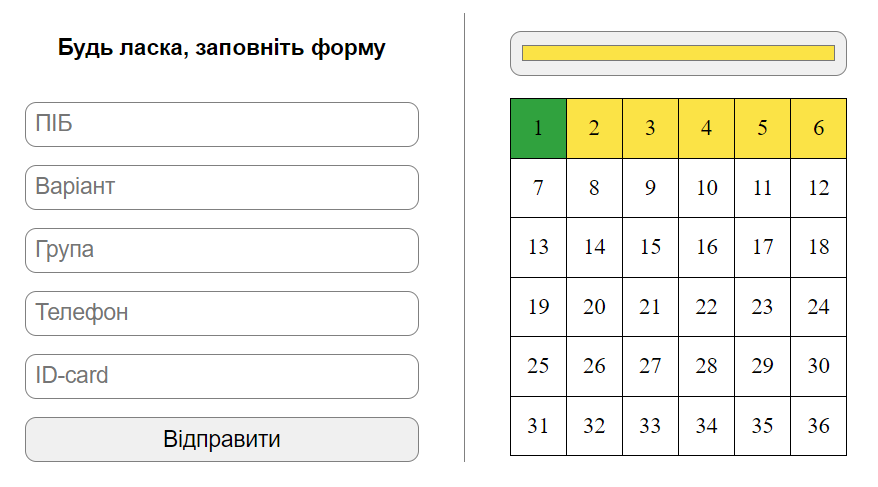 Будь ласка, заповніть форму
ПІБ
Варіант
Група
Телефон
ID-card
Відправити
1 2 3 4 5 6
7 8 9 10 11 12
13 14 15 16 17 18
19 20 21 22 23 24
25 26 27 28 29 30
31 32 33 34 35 36